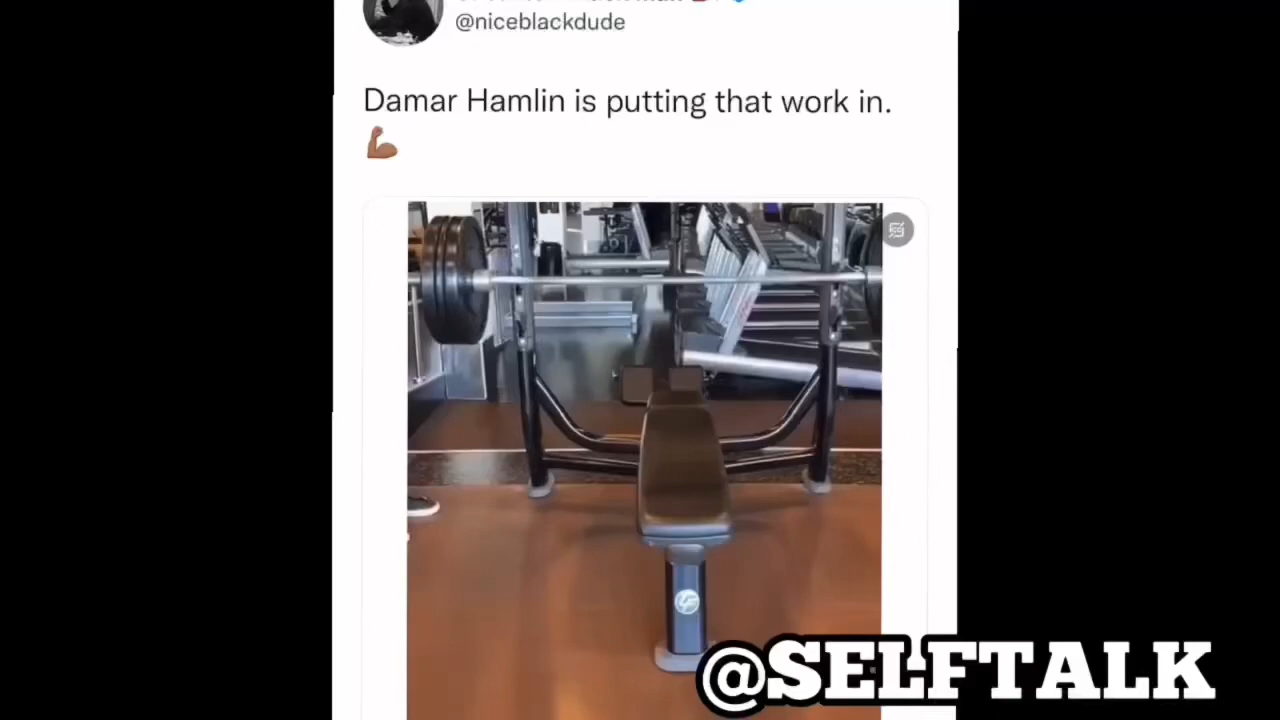 @niceblackdude
Damar Hamlin is putting that work in.
💪🏾
@SELFTALK